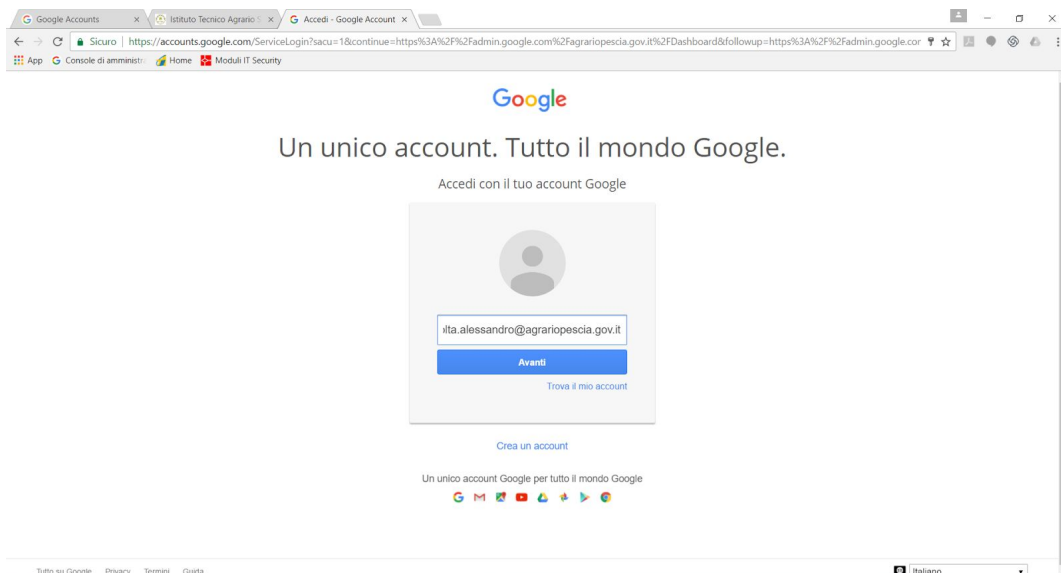 Google Accounts
Istituto Tecnico Agrario S
Accedi - Google Account
Sicuro | https://accounts.google.com/ServiceLogin?sacu=1&continue=https%3A%2F%2Fadmin.google.com%2Fagrariopescia.gov.it%2FDashboard&followup=https%3A%2F%2Fadmin.google.cor
App Console di amministr Home Moduli IT Security
Google
Un unico account. Tutto il mondo Google.
Accedi con il tuo account Google
lta.alessandro@agrariopescia.gov.it
Avanti
Trova il mio account
Crea un account
Un unico account Google per tutto il mondo Google
Tutto su Google Privacy Termini Guida
Italiano